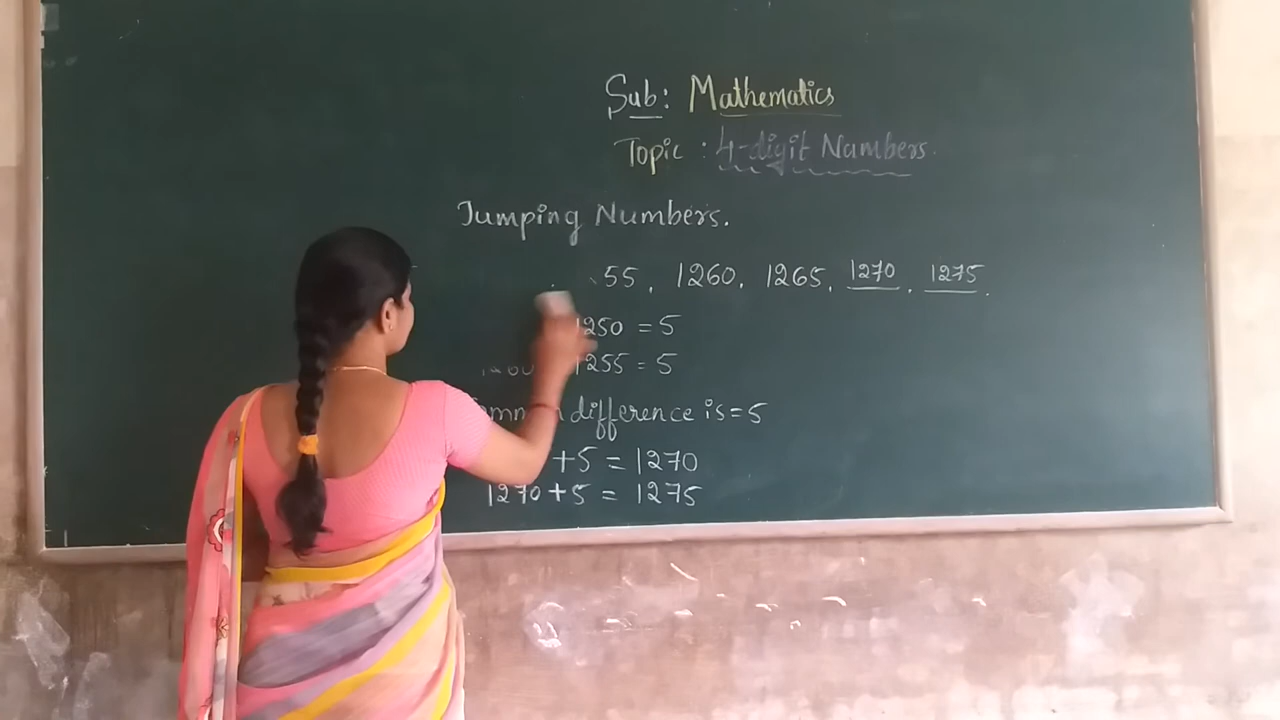 Sub: Mathematics
Topic : 4-digit Numbers.
Jumping Numbers.
55, 1260, 1265, 1270, 1275.
1250 = 5
1255 = 5
difference is = 5
+5 = 1270
1270+5 = 1275